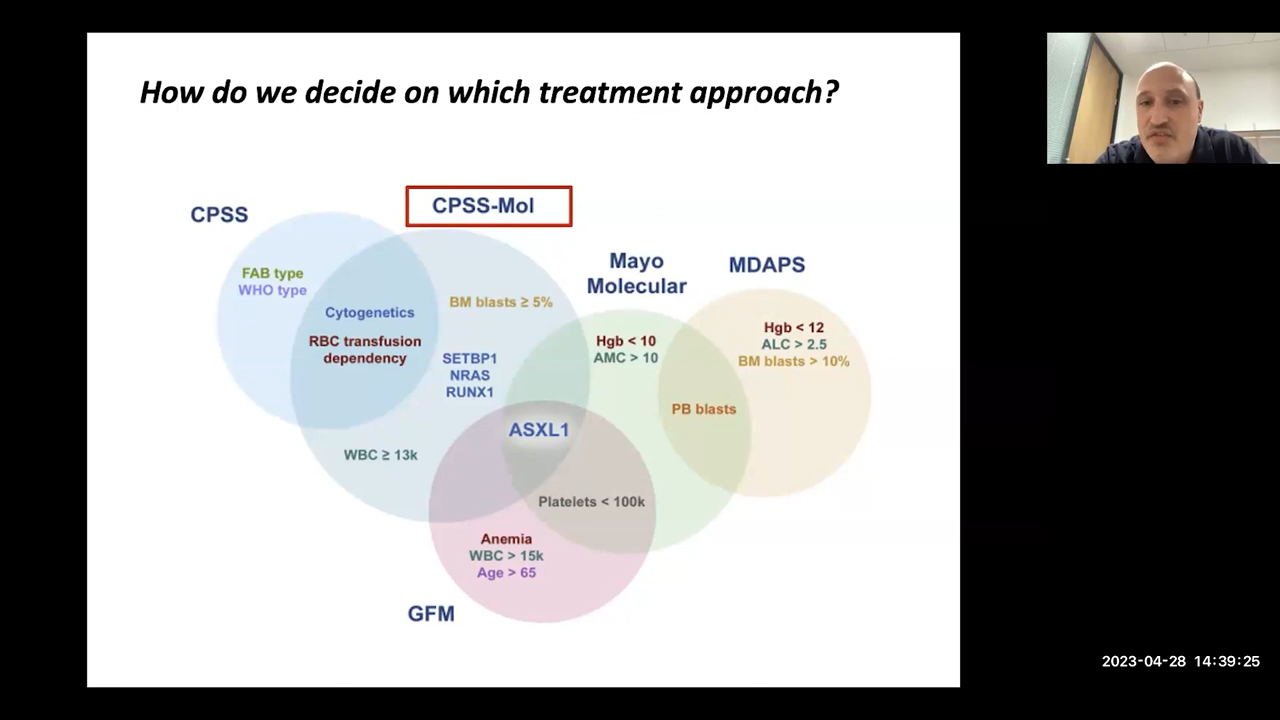 How do we decide on which treatment approach?
CPSS
CPSS-Mol
Mayo
Molecular
MDAPS
FAB type
WHO type
Cytogenetics
RBC transfusion
dependency
BM blasts ≥ 5%
SETBP1
NRAS
RUNX1
WBC ≥ 13k
Hgb < 10
AMC > 10
Hgb < 12
ALC > 2.5
BM blasts > 10%
PB blasts
ASXL1
Platelets < 100k
Anemia
WBC > 15k
Age > 65
GFM
2023-04-28 14:39:25